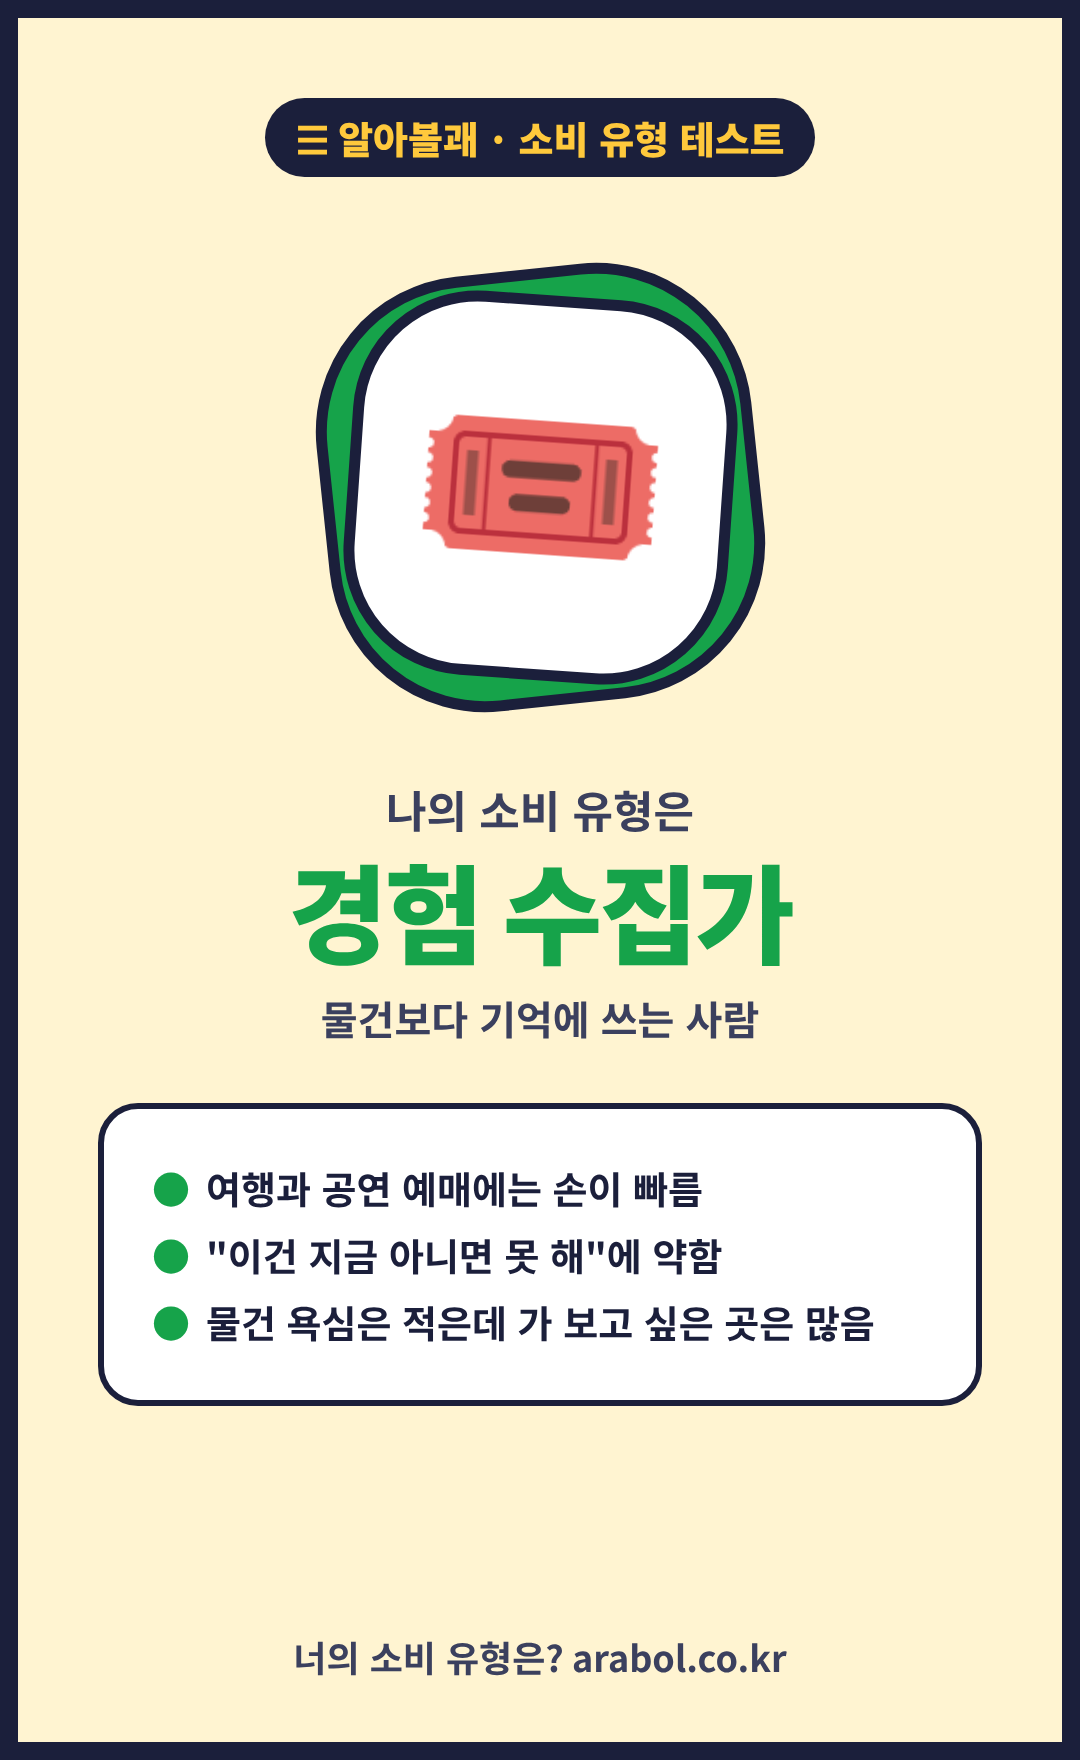 ☰ 알아볼괘 · 소비 유형 테스트
나의 소비 유형은
경험 수집가
물건보다 기억에 쓰는 사람
여행과 공연 예매에는 손이 빠름
"이건 지금 아니면 못 해"에 약함
물건 욕심은 적은데 가 보고 싶은 곳은 많음
너의 소비 유형은? arabol.co.kr